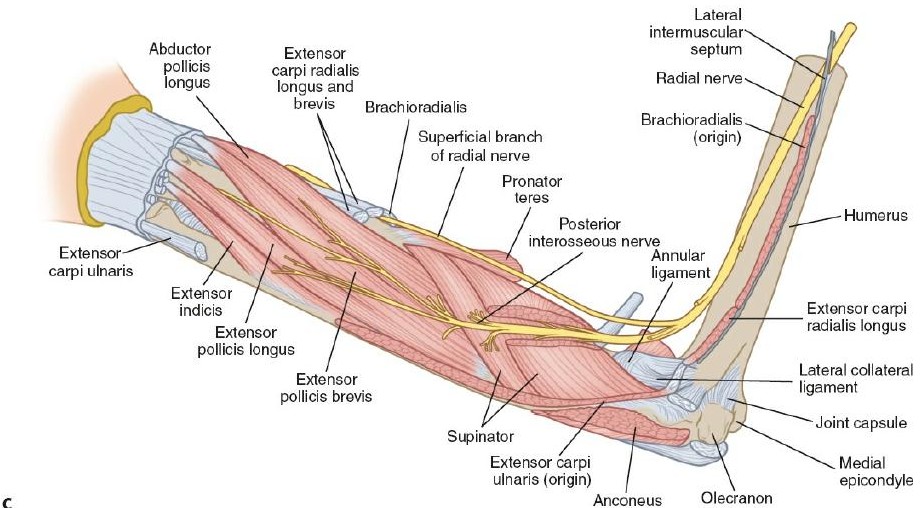 Lateral
intermuscular
septum
Abductor
pollicis
longus
Extensor
carpi radialis
longus and
brevis
Radial nerve
Brachioradialis
Brachioradialis
(origin)
Superficial branch
of radial nerve
Pronator
teres
Humerus
Posterior
interosseous nerve
Annular
ligament
Extensor
carpi ulnaris
Extensor
indicis
Extensor
pollicis longus
Extensor
pollicis brevis
Extensor carpi
radialis longus
Lateral collateral
ligament
Joint capsule
Supinator
Extensor carpi
ulnaris (origin)
Medial
epicondyle
Anconeus
Olecranon
C